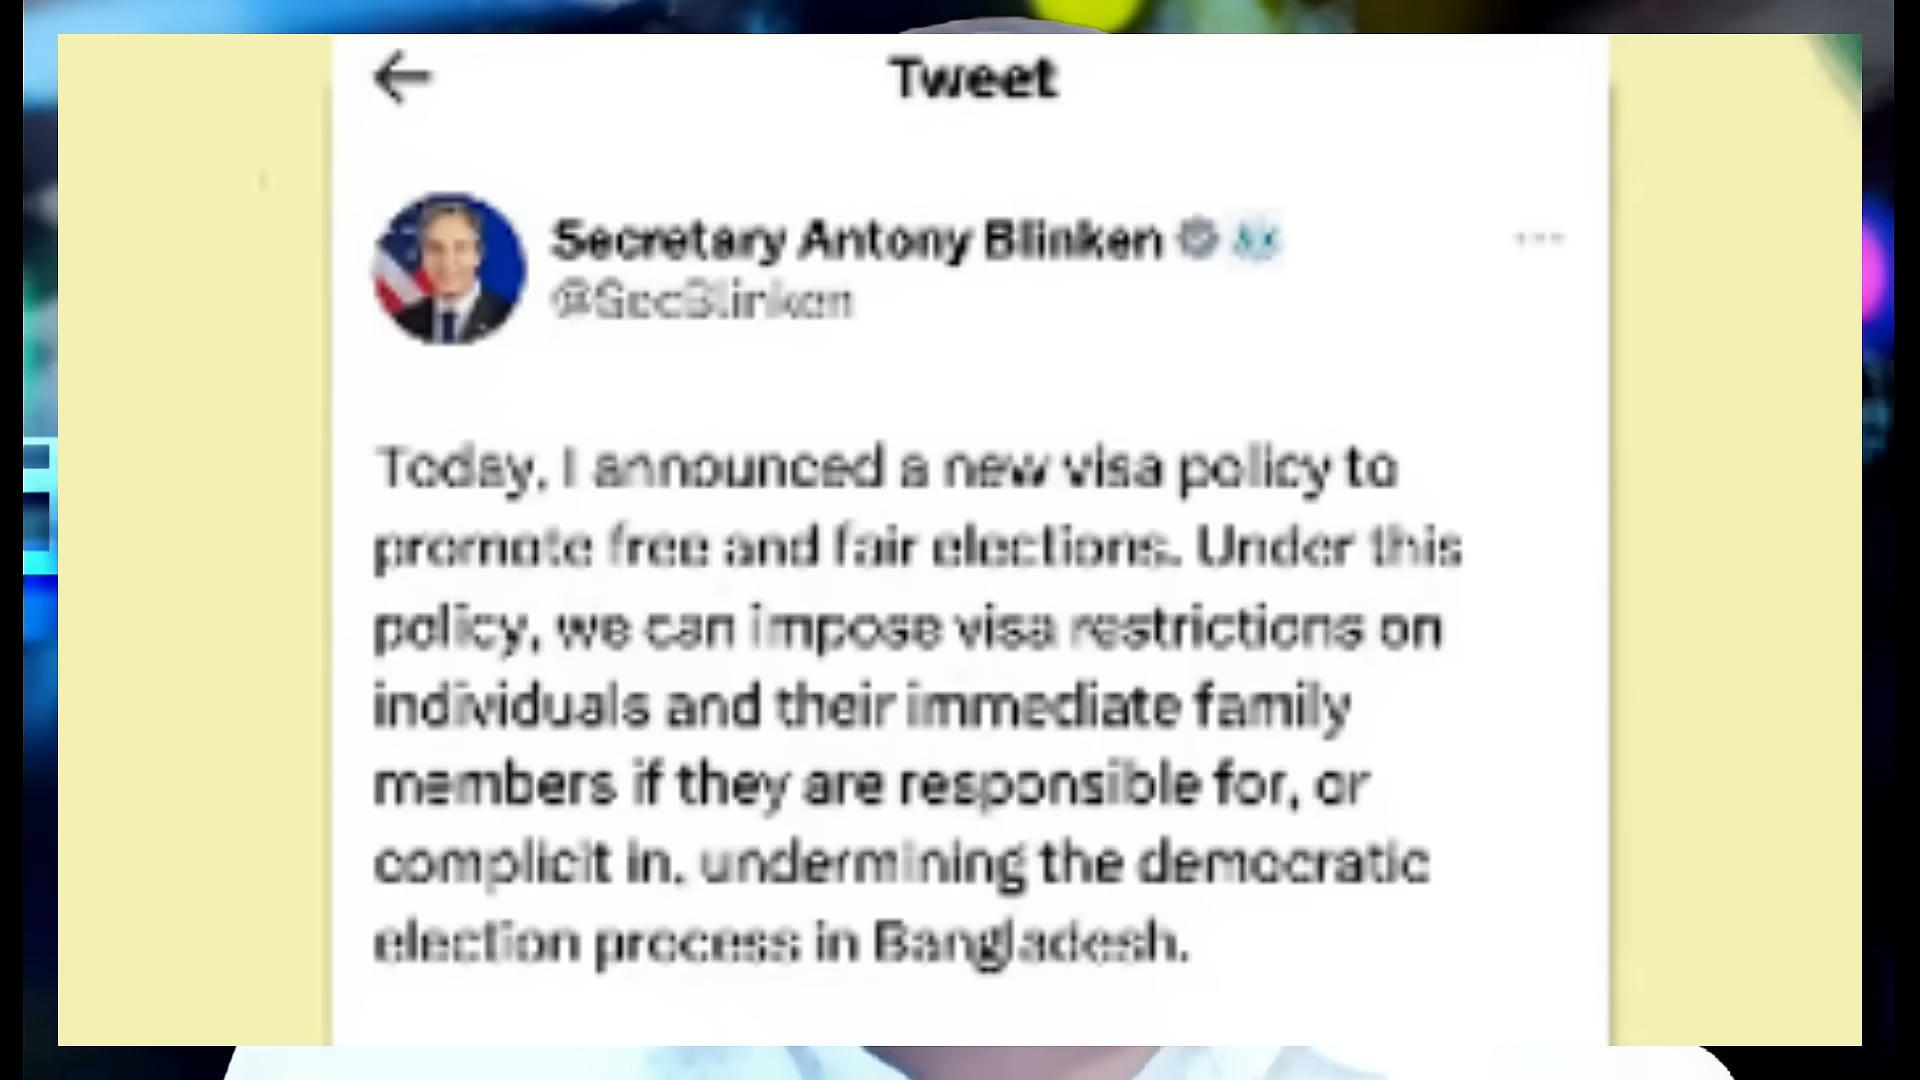 Tweet
Secretary Antony Blinken
@SecBlinken
Today, I announced a new visa policy to
promote free and fair elections. Under this
policy, we can impose visa restrictions on
individuals and their immediate family
members if they are responsible for, or
complicit in, undermining the democratic
election process in Bangladesh.